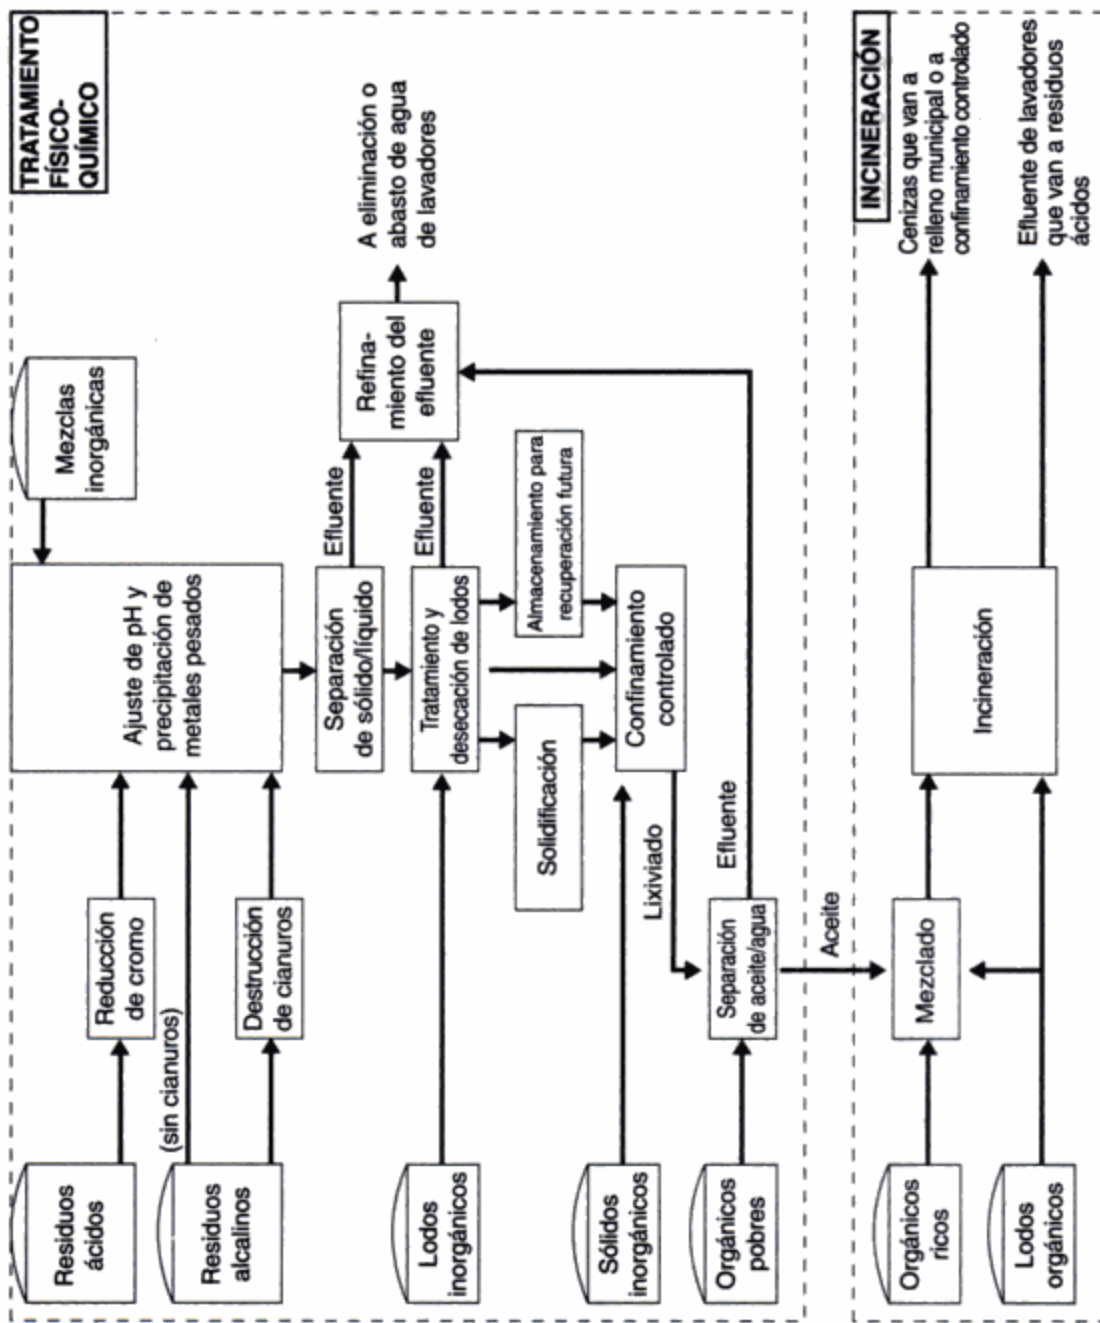 TRATAMIENTO
FÍSICO-
QUÍMICO
Residuos
ácidos
Reducción
de cromo
(sin cianuros)
Residuos
alcalinos
Destrucción
de cianuros
Ajuste de pH y
precipitación de
metales pesados
Mezclas
inorgánicas
Separación
de sólido/líquido
Efluente
Refina-
miento del
efluente
A eliminación o
abasto de agua
de lavadores
Lodos
inorgánicos
Tratamiento y
desecación de lodos
Efluente
Solidificación
Almacenamiento para
recuperación futura
Sólidos
inorgánicos
Confinamiento
controlado
Lixiviado
Orgánicos
pobres
Separación
de aceite/agua
Efluente
Aceite
INCINERACIÓN
Orgánicos
ricos
Mezclado
Incineración
Cenizas que van a
relleno municipal o a
confinamiento controlado
Lodos
orgánicos
Efluente de lavadores
que van a residuos
ácidos